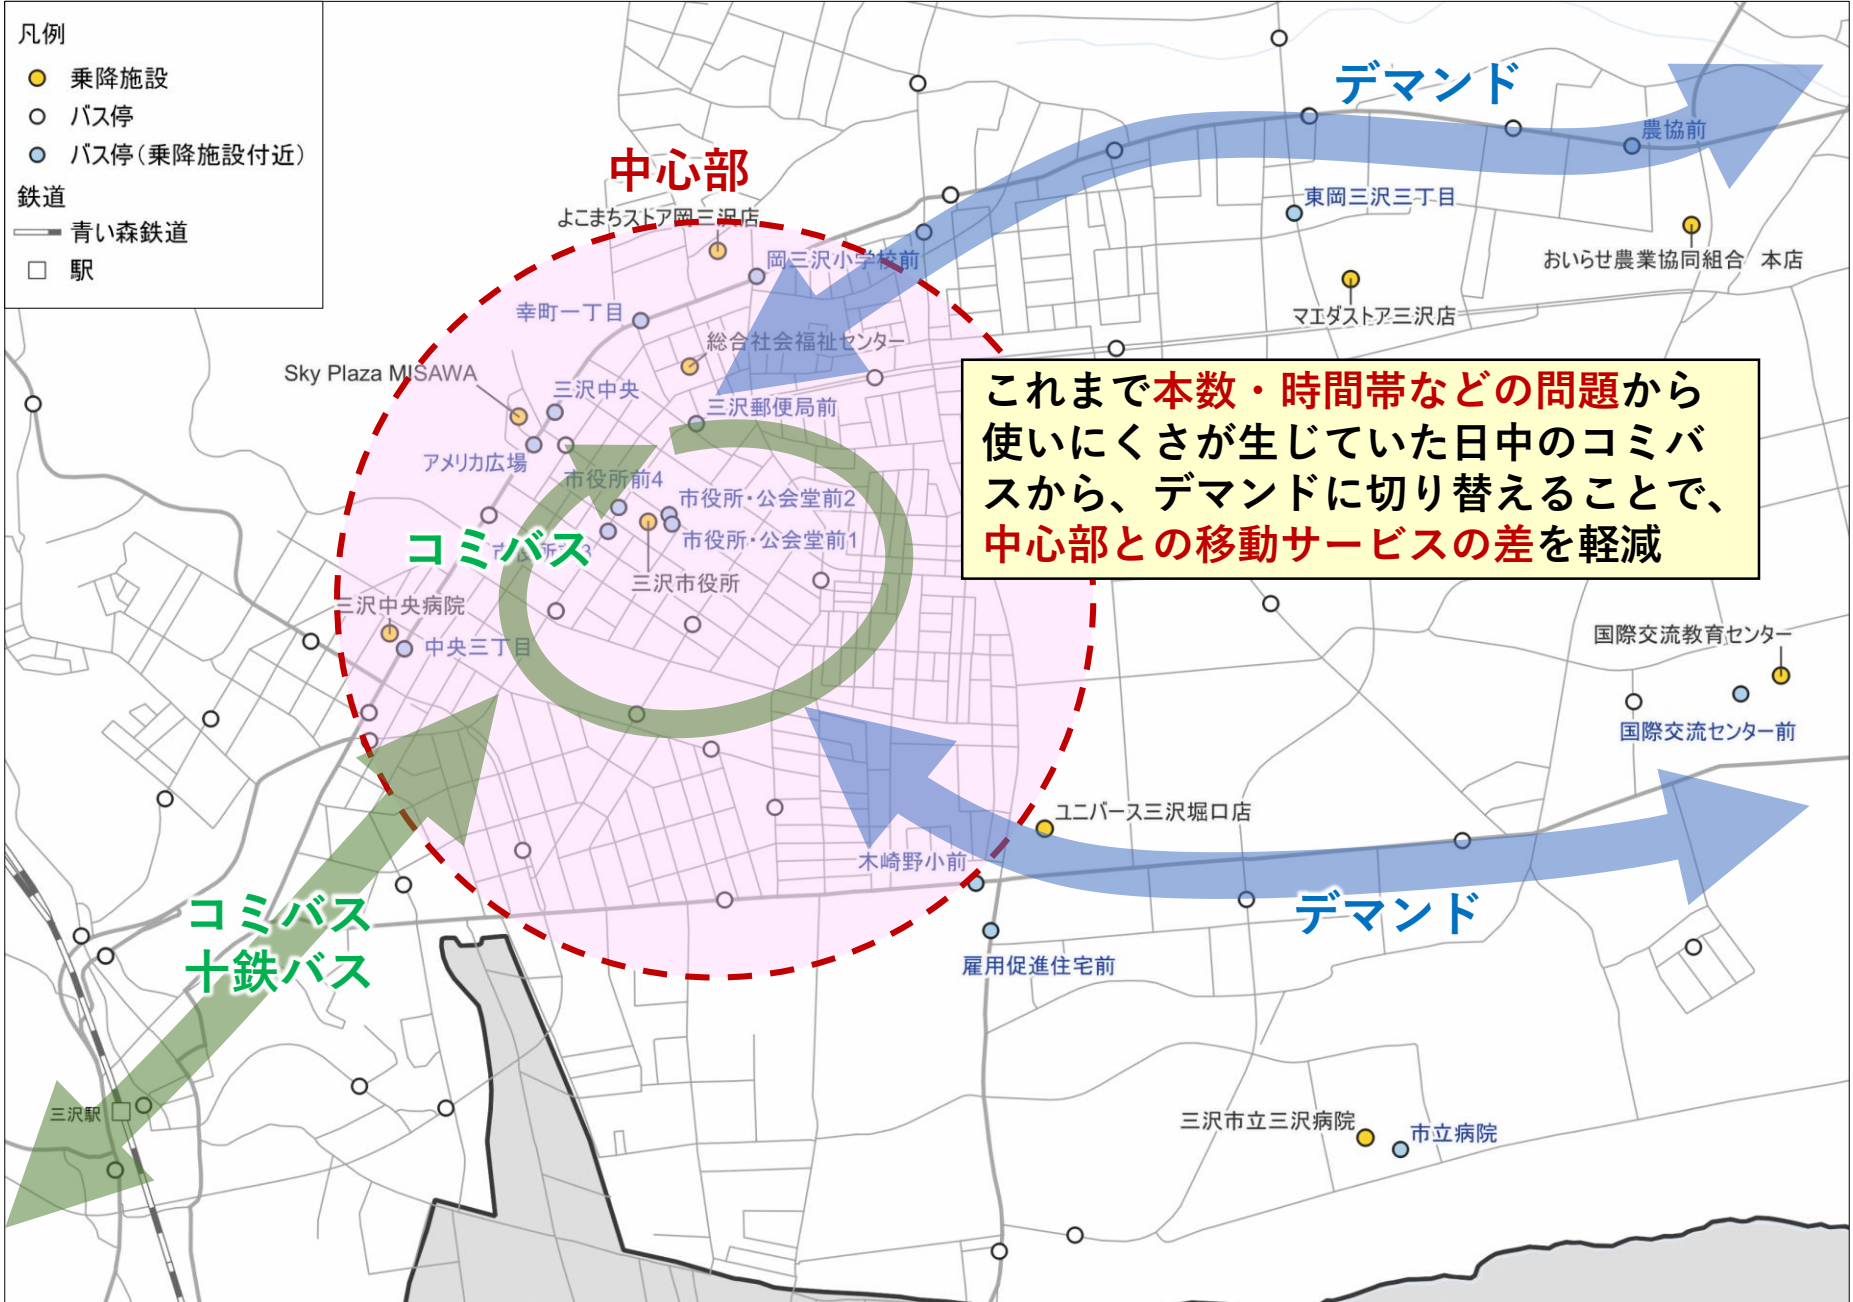 凡例
乗降施設
バス停
バス停(乗降施設付近)
鉄道
青い森鉄道
駅
デマンド
農協前
中心部
よこまちストア岡三沢店
東岡三沢三丁目
岡三沢小学校前
おいらせ農業協同組合 本店
幸町一丁目
マエダストア三沢店
総合社会福祉センター
Sky Plaza MISAWA
三沢中央
三沢郵便局前
これまで本数・時間帯などの問題から
使いにくさが生じていた日中のコミバ
スから、デマンドに切り替えることで、
中心部との移動サービスの差を軽減
アメリカ広場
市役所前4
市役所・公会堂前2
市役所・公会堂前1
コミバス
三沢市役所
三沢中央病院
中央三丁目
国際交流教育センター
国際交流センター前
ユニバース三沢堀口店
木崎野小前
デマンド
コミバス
十鉄バス
雇用促進住宅前
三沢駅
三沢市立三沢病院
市立病院